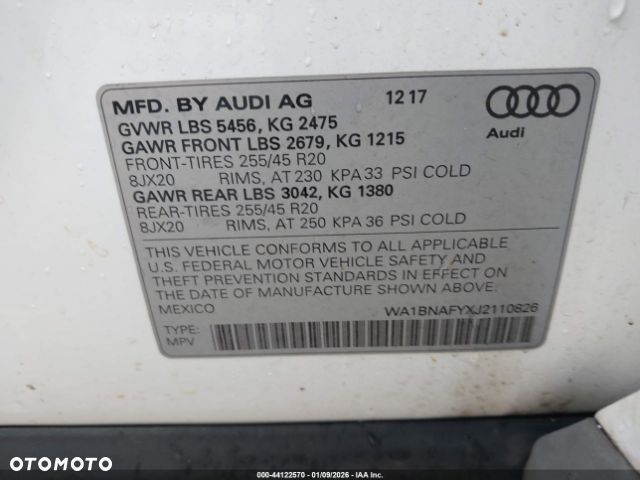 MFD. BY AUDI AG 12 17
GVWR LBS 5456, KG 2475
GAWR FRONT LBS 2679, KG 1215
FRONT-TIRES 255/45 R20
8JX20 RIMS, AT 230 KPA 33 PSI COLD
GAWR REAR LBS 3042, KG 1380
REAR-TIRES 255/45 R20
8JX20 RIMS, AT 250 KPA 36 PSI COLD
Audi
THIS VEHICLE CONFORMS TO ALL APPLICABLE
U.S. FEDERAL MOTOR VEHICLE SAFETY AND
THEFT PREVENTION STANDARDS IN EFFECT ON
DATE OF MANUFACTURE SHOWN ABOVE.
MEXICO WA1BNAFYXJ2110826
TYPE:
MPV
OTOMOTO
000-44122570 - 01/09/2026 - IAA Inc.